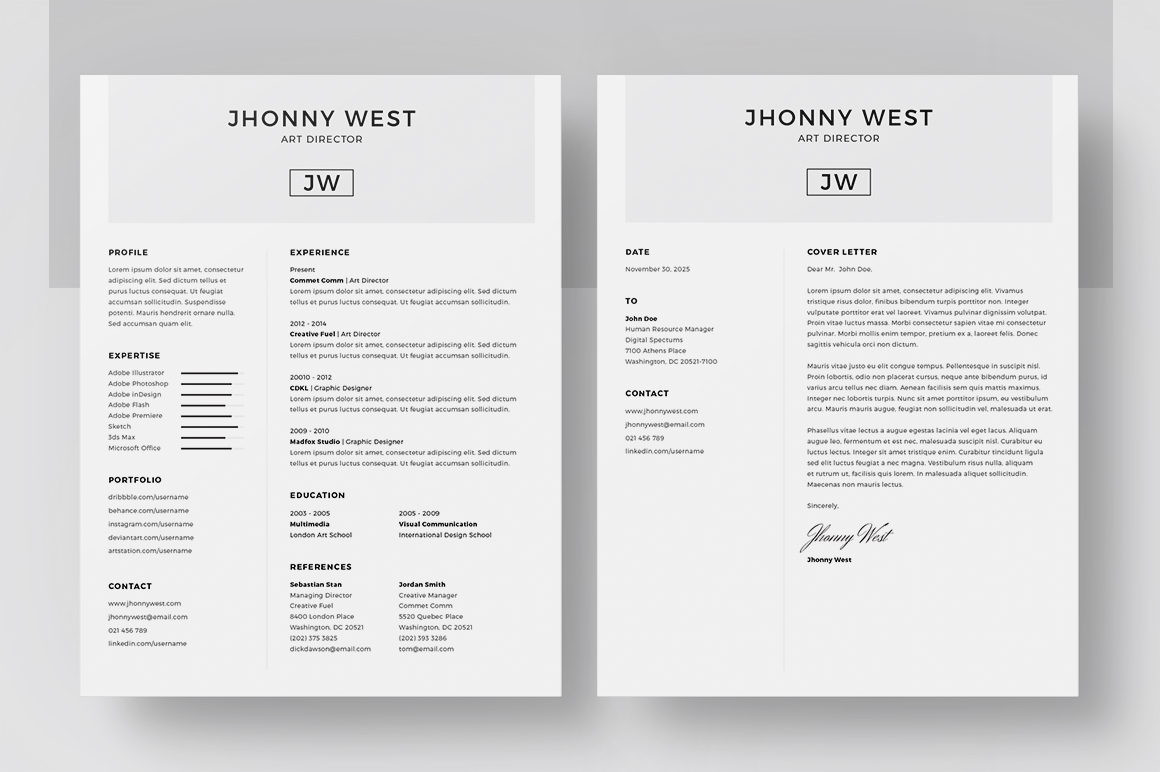 JHONNY WEST
ART DIRECTOR
JW
PROFILE
Lorem ipsum dolor sit amet, consectetur
adipiscing elit. Sed dictum tellus et
purus luctus consequat. Ut feugiat
accumsan sollicitudin. Suspendisse
potenti. Mauris hendrerit ornare nulla.
Sed accumsan quam elit.
EXPERTISE
Adobe Illustrator
Adobe Photoshop
Adobe inDesign
Adobe Flash
Adobe Premiere
Sketch
3ds Max
Microsoft Office
PORTFOLIO
dribbble.com/username
behance.com/username
instagram.com/username
deviantart.com/username
artstation.com/username
CONTACT
www.jhonnywest.com
jhonnywest@email.com
021 456 789
linkedin.com/username
EXPERIENCE
Present
Commet Comm | Art Director
Lorem ipsum dolor sit amet, consectetur adipiscing elit. Sed dictum
tellus et purus luctus consequat. Ut feugiat accumsan sollicitudin.
2012 - 2014
Creative Fuel | Art Director
Lorem ipsum dolor sit amet, consectetur adipiscing elit. Sed dictum
tellus et purus luctus consequat. Ut feugiat accumsan sollicitudin.
20010 - 2012
CDKL | Graphic Designer
Lorem ipsum dolor sit amet, consectetur adipiscing elit. Sed dictum
tellus et purus luctus consequat. Ut feugiat accumsan sollicitudin.
2009 - 2010
Madfox Studio | Graphic Designer
Lorem ipsum dolor sit amet, consectetur adipiscing elit. Sed dictum
tellus et purus luctus consequat. Ut feugiat accumsan sollicitudin.
EDUCATION
2003 - 2005
Multimedia
London Art School
2005 - 2009
Visual Communication
International Design School
REFERENCES
Sebastian Stan
Managing Director
Creative Fuel
8400 London Place
Washington, DC 20521
(202) 375 3825
dickdawson@email.com
Jordan Smith
Creative Manager
Commet Comm
5520 Quebec Place
Washington, DC 20521
(202) 393 3286
tom@email.com
JHONNY WEST
ART DIRECTOR
JW
DATE
November 30, 2025
TO
John Doe
Human Resource Manager
Digital Spectums
7100 Athens Place
Washington, DC 20521-7100
CONTACT
www.jhonnywest.com
jhonnywest@email.com
021 456 789
linkedin.com/username
COVER LETTER
Dear Mr.  John Doe,
Lorem ipsum dolor sit amet, consectetur adipiscing elit. Vivamus
tristique risus dolor, finibus bibendum turpis porttitor non. Integer
vulputate porttitor erat vel laoreet. Vivamus pulvinar dignissim volutpat.
Proin vitae luctus massa. Morbi consectetur sapien vitae mi consectetur
pulvinar. Morbi mollis enim tempor, pretium ex a, laoreet felis. Donec
sagittis vehicula orci non dictum.
Mauris vitae justo eu elit congue tempus. Pellentesque in suscipit nisl.
Proin lobortis, odio non placerat cursus, neque ante bibendum purus, id
varius arcu tellus nec diam. Aenean facilisis sem quis mattis maximus.
Integer nec lobortis turpis. Nunc sit amet porttitor ipsum, eu vestibulum
arcu. Mauris mauris augue, feugiat non sollicitudin vel, malesuada ut erat.
Phasellus vitae lectus a augue egestas lacinia vel eget lacus. Aliquam
augue leo, fermentum et est nec, malesuada suscipit nisl. Curabitur eu
luctus lectus. Integer sit amet tristique enim. Curabitur tincidunt ligula
sed elit luctus feugiat a nec magna. Vestibulum risus nulla, aliquam
et rutrum ut, facilisis quis lorem. In malesuada aliquet sollicitudin.
Maecenas non mauris lectus.
Sincerely,
Jhonny West
Jhonny West